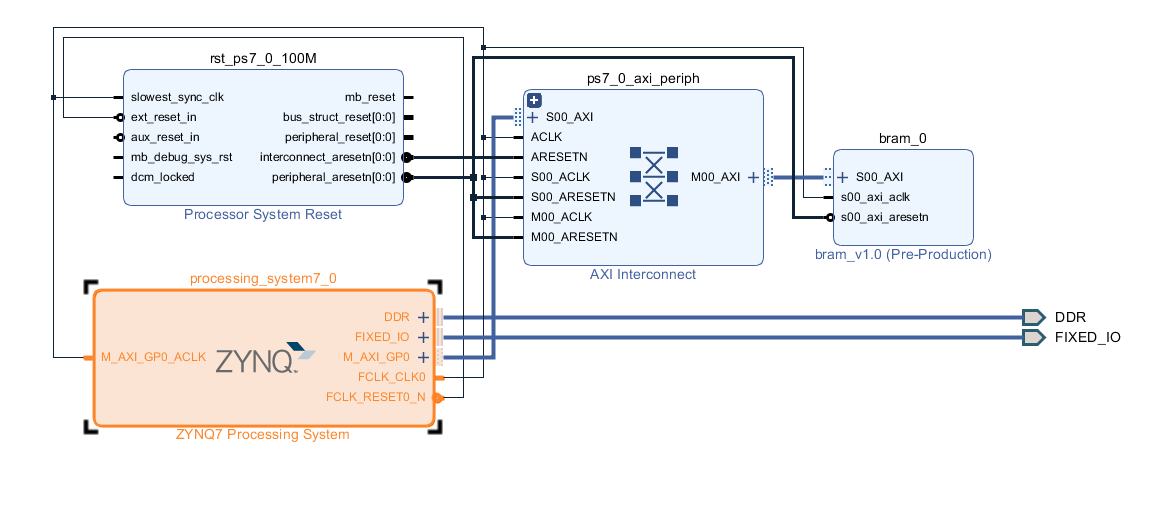 rst_ps7_0_100M
slowest_sync_clk
ext_reset_in
aux_reset_in
mb_debug_sys_rst
dcm_locked
mb_reset
bus_struct_reset[0:0]
peripheral_reset[0:0]
interconnect_aresetn[0:0]
peripheral_aresetn[0:0]
Processor System Reset
ps7_0_axi_periph
S00_AXI
ACLK
ARESETN
S00_ACLK
S00_ARESETN
M00_ACLK
M00_ARESETN
M00_AXI
AXI Interconnect
bram_0
S00_AXI
s00_axi_aclk
s00_axi_aresetn
bram_v1.0 (Pre-Production)
processing_system7_0
M_AXI_GP0_ACLK
ZYNQ
DDR
FIXED_IO
M_AXI_GP0
FCLK_CLK0
FCLK_RESET0_N
ZYNQ7 Processing System
DDR
FIXED_IO